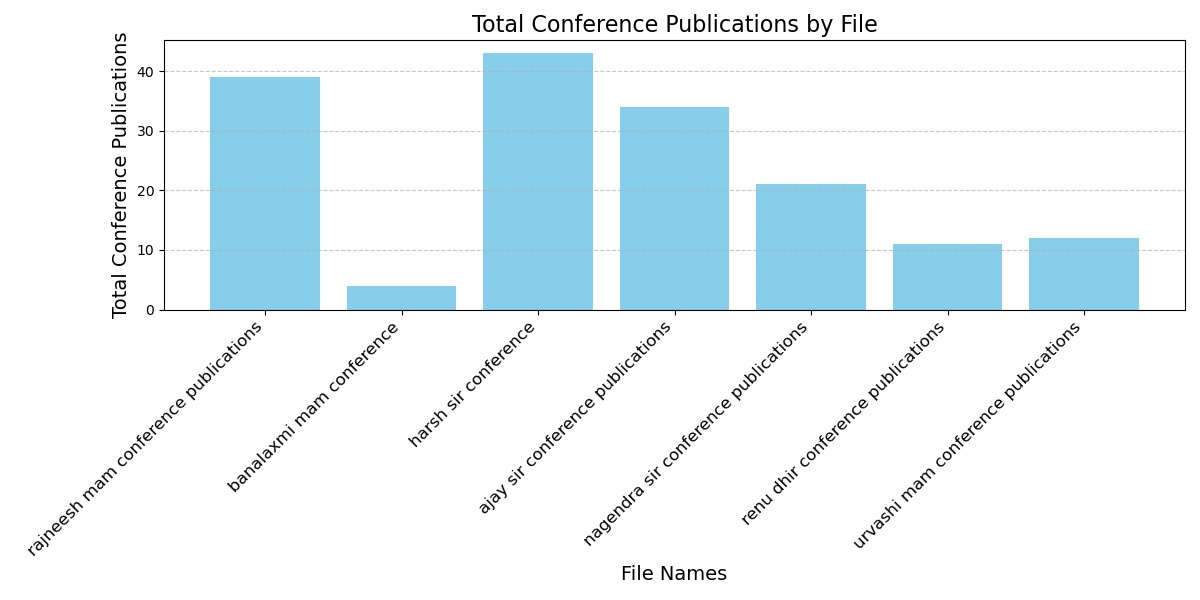 Total Conference Publications by File
Total Conference Publications
40
30
20
10
0
rajneesh mam conference publications
banalaxmi mam conference
harsh sir conference
ajay sir conference publications
nagendra sir conference publications
renu dhir conference publications
urvashi mam conference publications
File Names